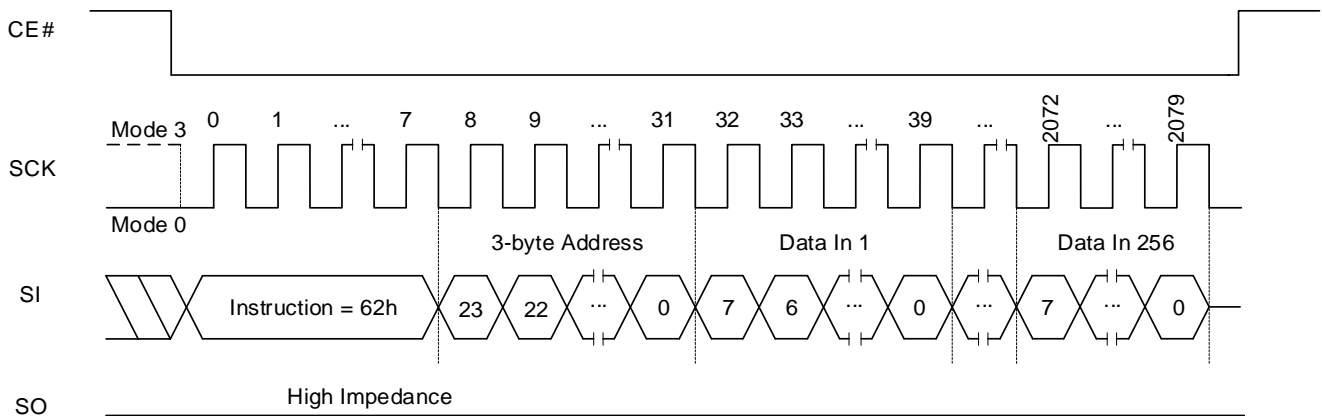 CE#
0 1 ... 7 8 9 ... 31 32 33 ... 39 ... 2072 ... 2079
Mode 3
SCK
Mode 0
3-byte Address Data In 1 Data In 256
SI Instruction = 62h 23 22 ... 0 7 6 ... 0 ... 7 ... 0
High Impedance
SO